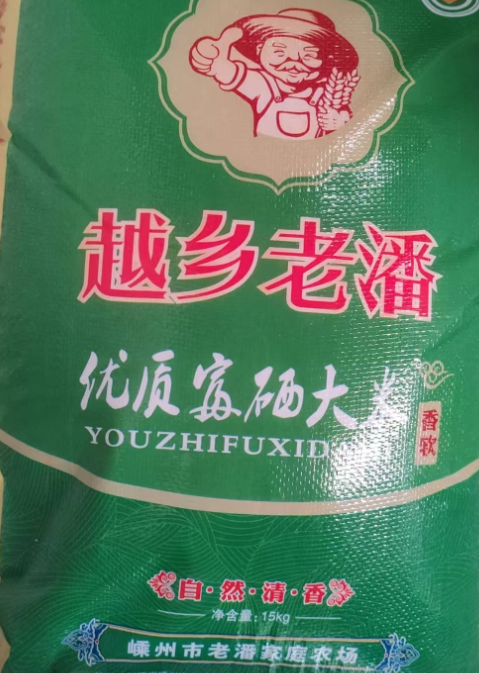 越乡老潘
优质富硒大米
YOUZHIFUXID
香软
自·然·清·香
净含量:15kg
嵊州市老潘家庭农场